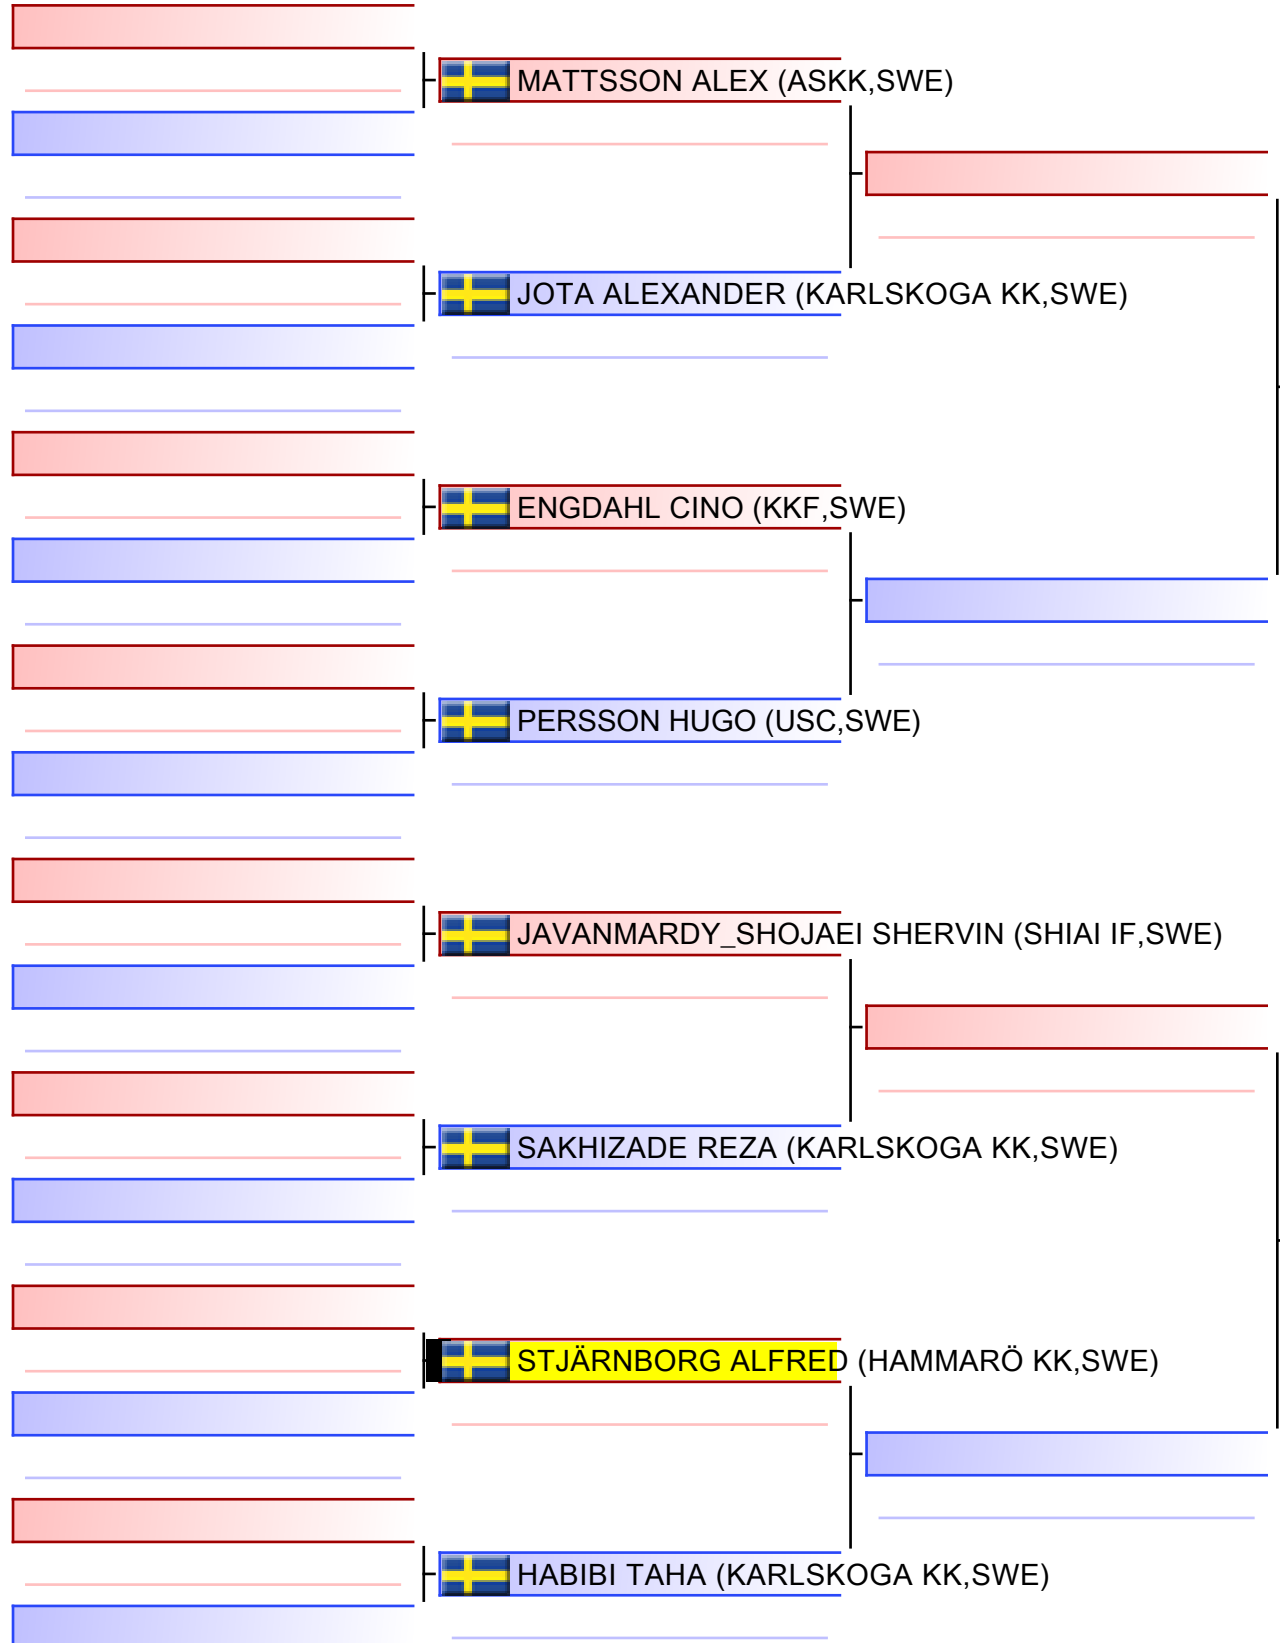 MATTSSON ALEX (ASKK,SWE)
JOTA ALEXANDER (KARLSKOGA KK,SWE)
ENGDAHL CINO (KKF,SWE)
PERSSON HUGO (USC,SWE)
JAVANMARDY_SHOJAEI SHERVIN (SHIAI IF,SWE)
SAKHIZADE REZA (KARLSKOGA KK,SWE)
STJÄRNBORG ALFRED (HAMMARÖ KK,SWE)
HABIBI TAHA (KARLSKOGA KK,SWE)